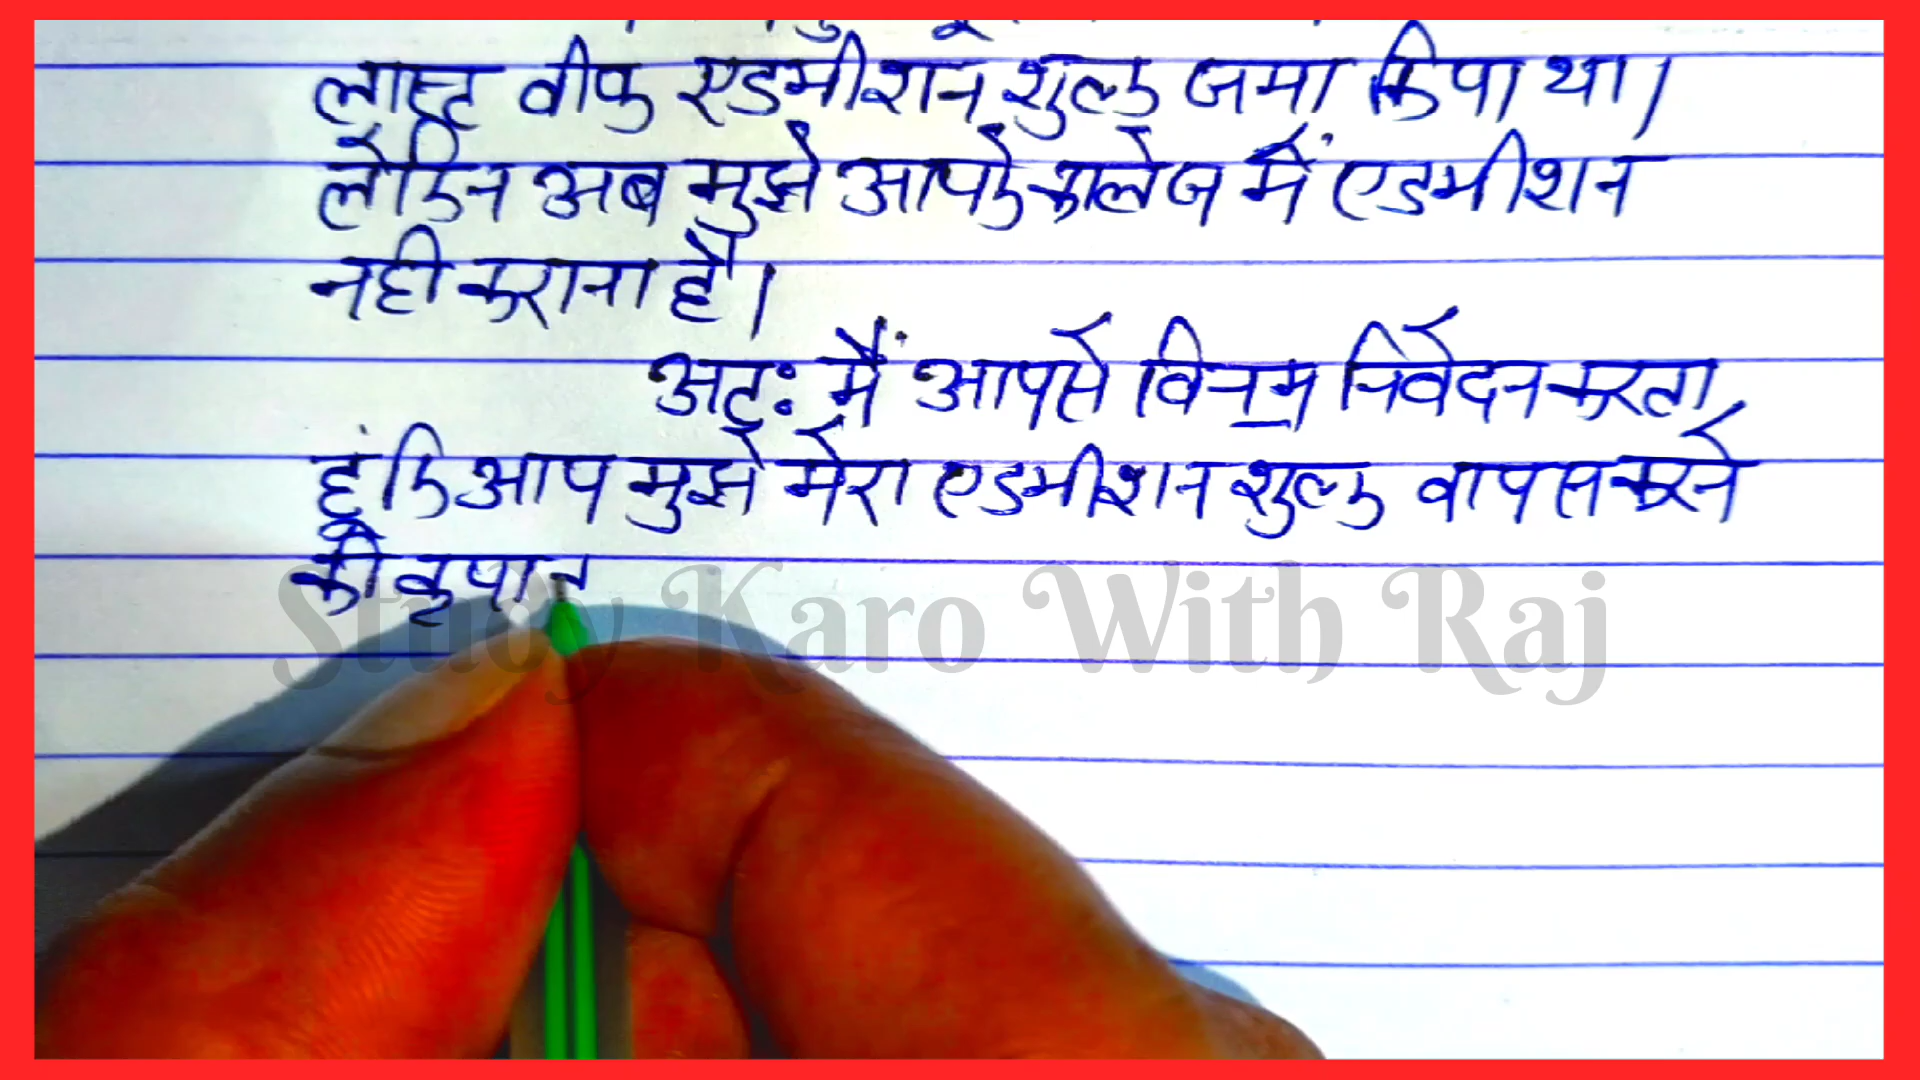 लास्ट वीक एडमीशन शुल्क जमा किया था।
लेकिन अब मुझे आपके कालेज में एडमीशन
नही कराना है।
अतः मैं आपसे विनम्र निवेदन करता
हूं कि आप मुझे मेरा एडमीशन शुल्क वापस करने
की कृपा
Study Karo With Raj